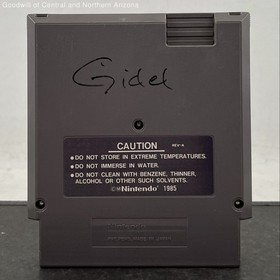 Goodwill of Central and Northern Arizona
Gidel
CAUTION REV-A
• DO NOT STORE IN EXTREME TEMPERATURES.
• DO NOT IMMERSE IN WATER.
• DO NOT CLEAN WITH BENZENE, THINNER,
ALCOHOL OR OTHER SUCH SOLVENTS.
©Nintendo 1985